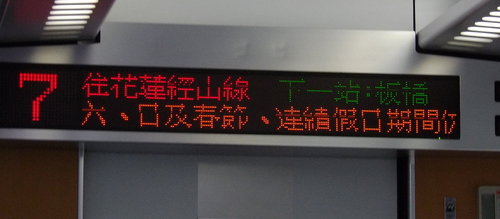 7
往花蓮經山線 下一站:板橋
六、日及春節、連續假日期間仍